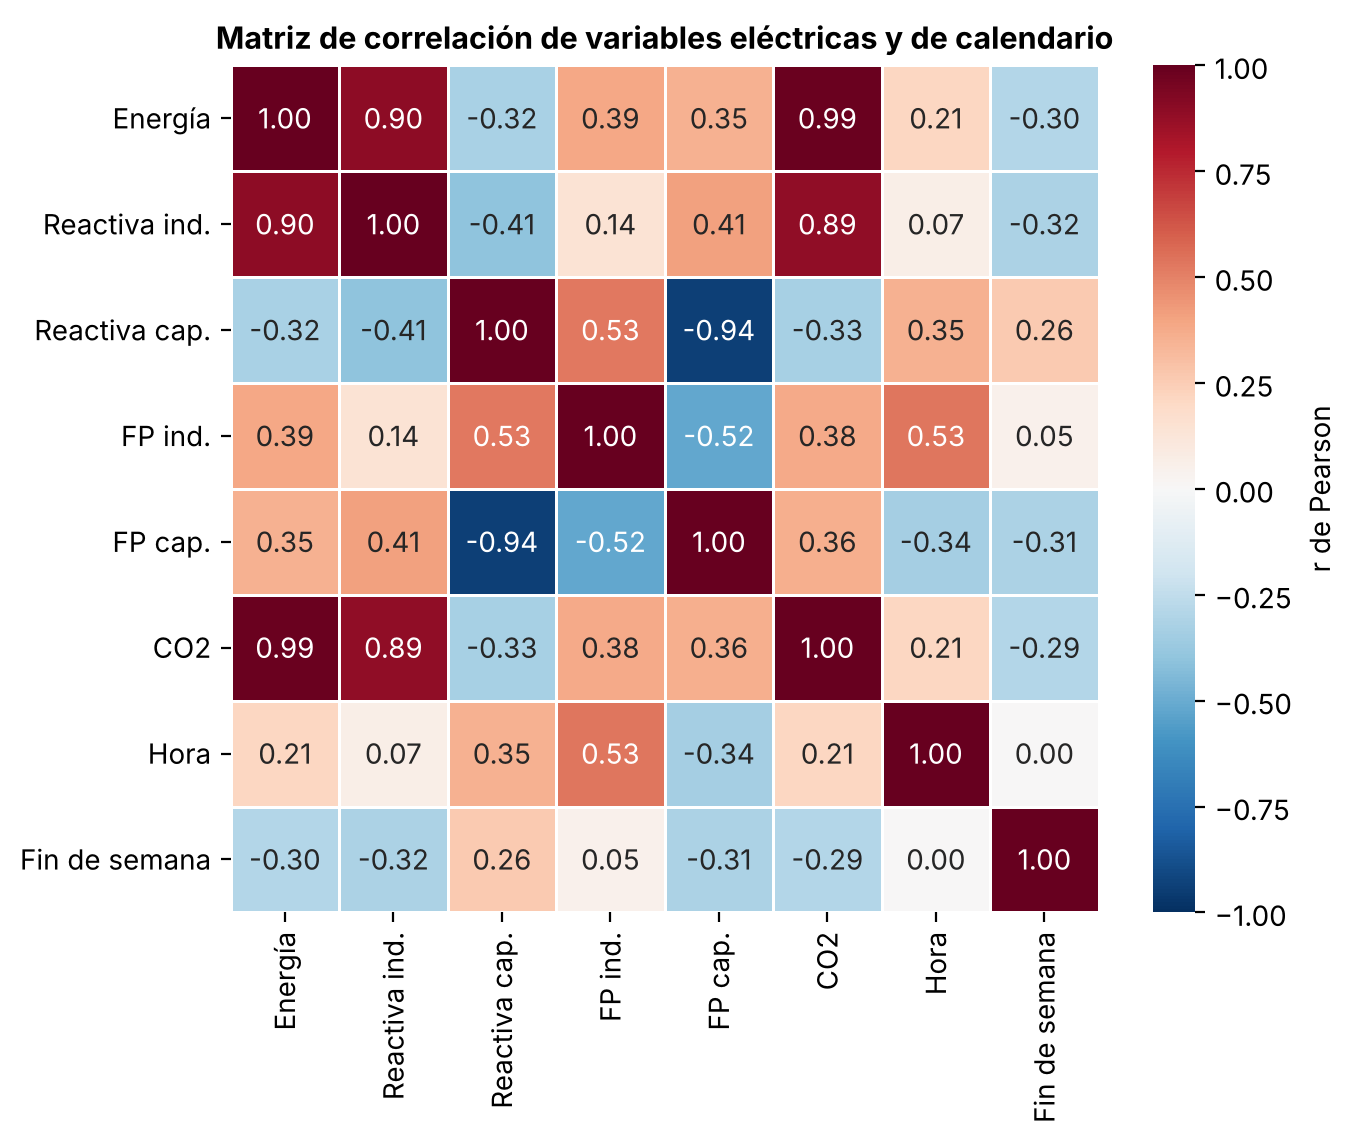 Matriz de correlación de variables eléctricas y de calendario
Energía 1.00 0.90 -0.32 0.39 0.35 0.99 0.21 -0.30
Reactiva ind. 0.90 1.00 -0.41 0.14 0.41 0.89 0.07 -0.32
Reactiva cap. -0.32 -0.41 1.00 0.53 -0.94 -0.33 0.35 0.26
FP ind. 0.39 0.14 0.53 1.00 -0.52 0.38 0.53 0.05
FP cap. 0.35 0.41 -0.94 -0.52 1.00 0.36 -0.34 -0.31
CO2 0.99 0.89 -0.33 0.38 0.36 1.00 0.21 -0.29
Hora 0.21 0.07 0.35 0.53 -0.34 0.21 1.00 0.00
Fin de semana -0.30 -0.32 0.26 0.05 -0.31 -0.29 0.00 1.00
Energía
Reactiva ind.
Reactiva cap.
FP ind.
FP cap.
CO2
Hora
Fin de semana
1.00
0.75
0.50
0.25
0.00
−0.25
−0.50
−0.75
−1.00
r de Pearson